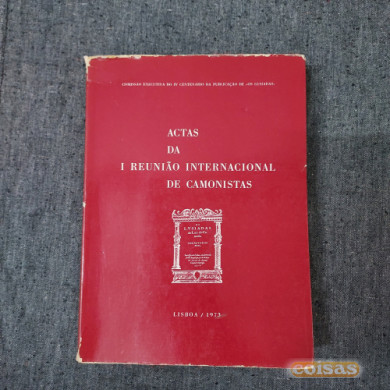 COMISSÃO EXECUTIVA DO IV CENTENÁRIO DA PUBLICAÇÃO DE «OS LUSÍADAS»
ACTAS
DA
I REUNIÃO INTERNACIONAL
DE CAMONISTAS
LUSIADAS
LISBOA / 1973
coisas